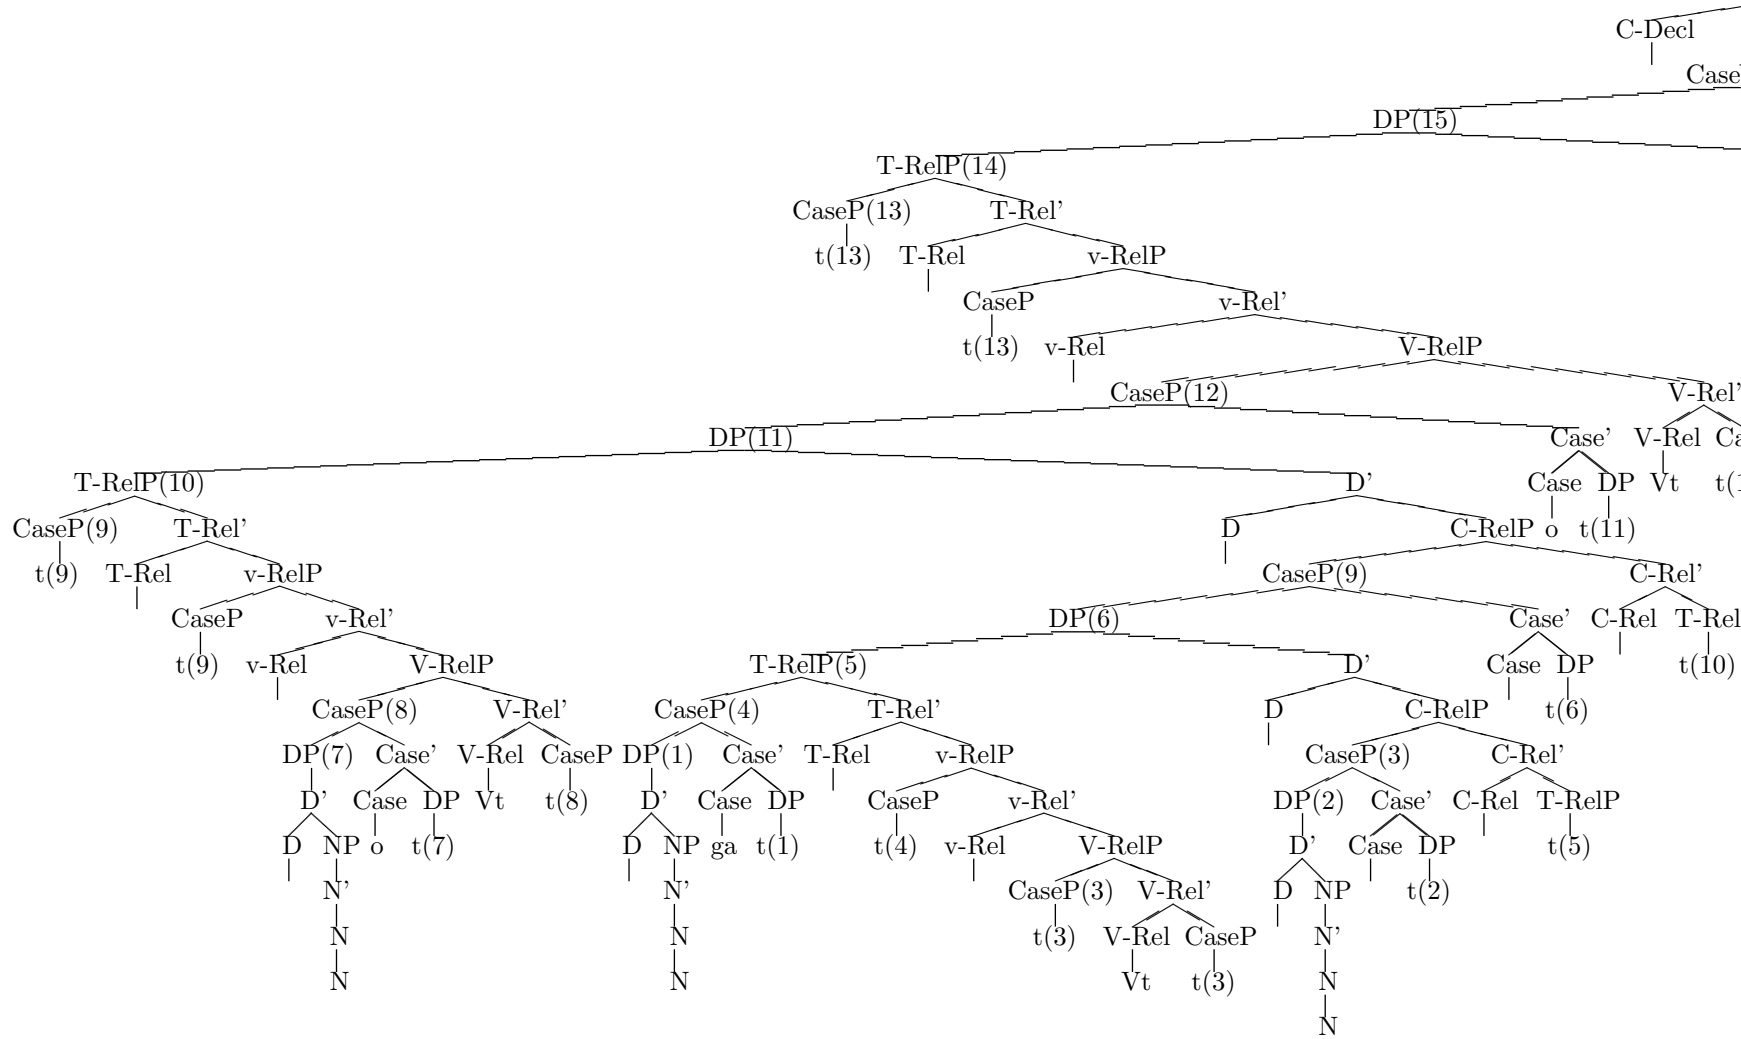 C-Decl
Case
DP(15)
T-RelP(14)
CaseP(13) T-Rel'
t(13) T-Rel v-RelP
CaseP v-Rel'
t(13) v-Rel V-RelP
CaseP(12) V-Rel'
DP(11) Case' V-Rel Ca
T-RelP(10) D' Case DP Vt t(1
CaseP(9) T-Rel' D C-RelP o t(11)
t(9) T-Rel v-RelP CaseP(9) C-Rel'
CaseP v-Rel' DP(6) Case' C-Rel T-Rel
t(9) v-Rel V-RelP T-RelP(5) D' Case DP t(10)
CaseP(8) V-Rel' CaseP(4) T-Rel' D C-RelP t(6)
DP(7) Case' V-Rel CaseP DP(1) Case' T-Rel v-RelP CaseP(3) C-Rel'
D' Case DP Vt t(8) D' Case DP CaseP v-Rel' DP(2) Case' C-Rel T-RelP
D NP o t(7) D NP ga t(1) t(4) v-Rel V-RelP D' Case DP t(5)
N' N' CaseP(3) V-Rel' D NP t(2)
N N t(3) V-Rel CaseP N'
N N Vt t(3) N
N